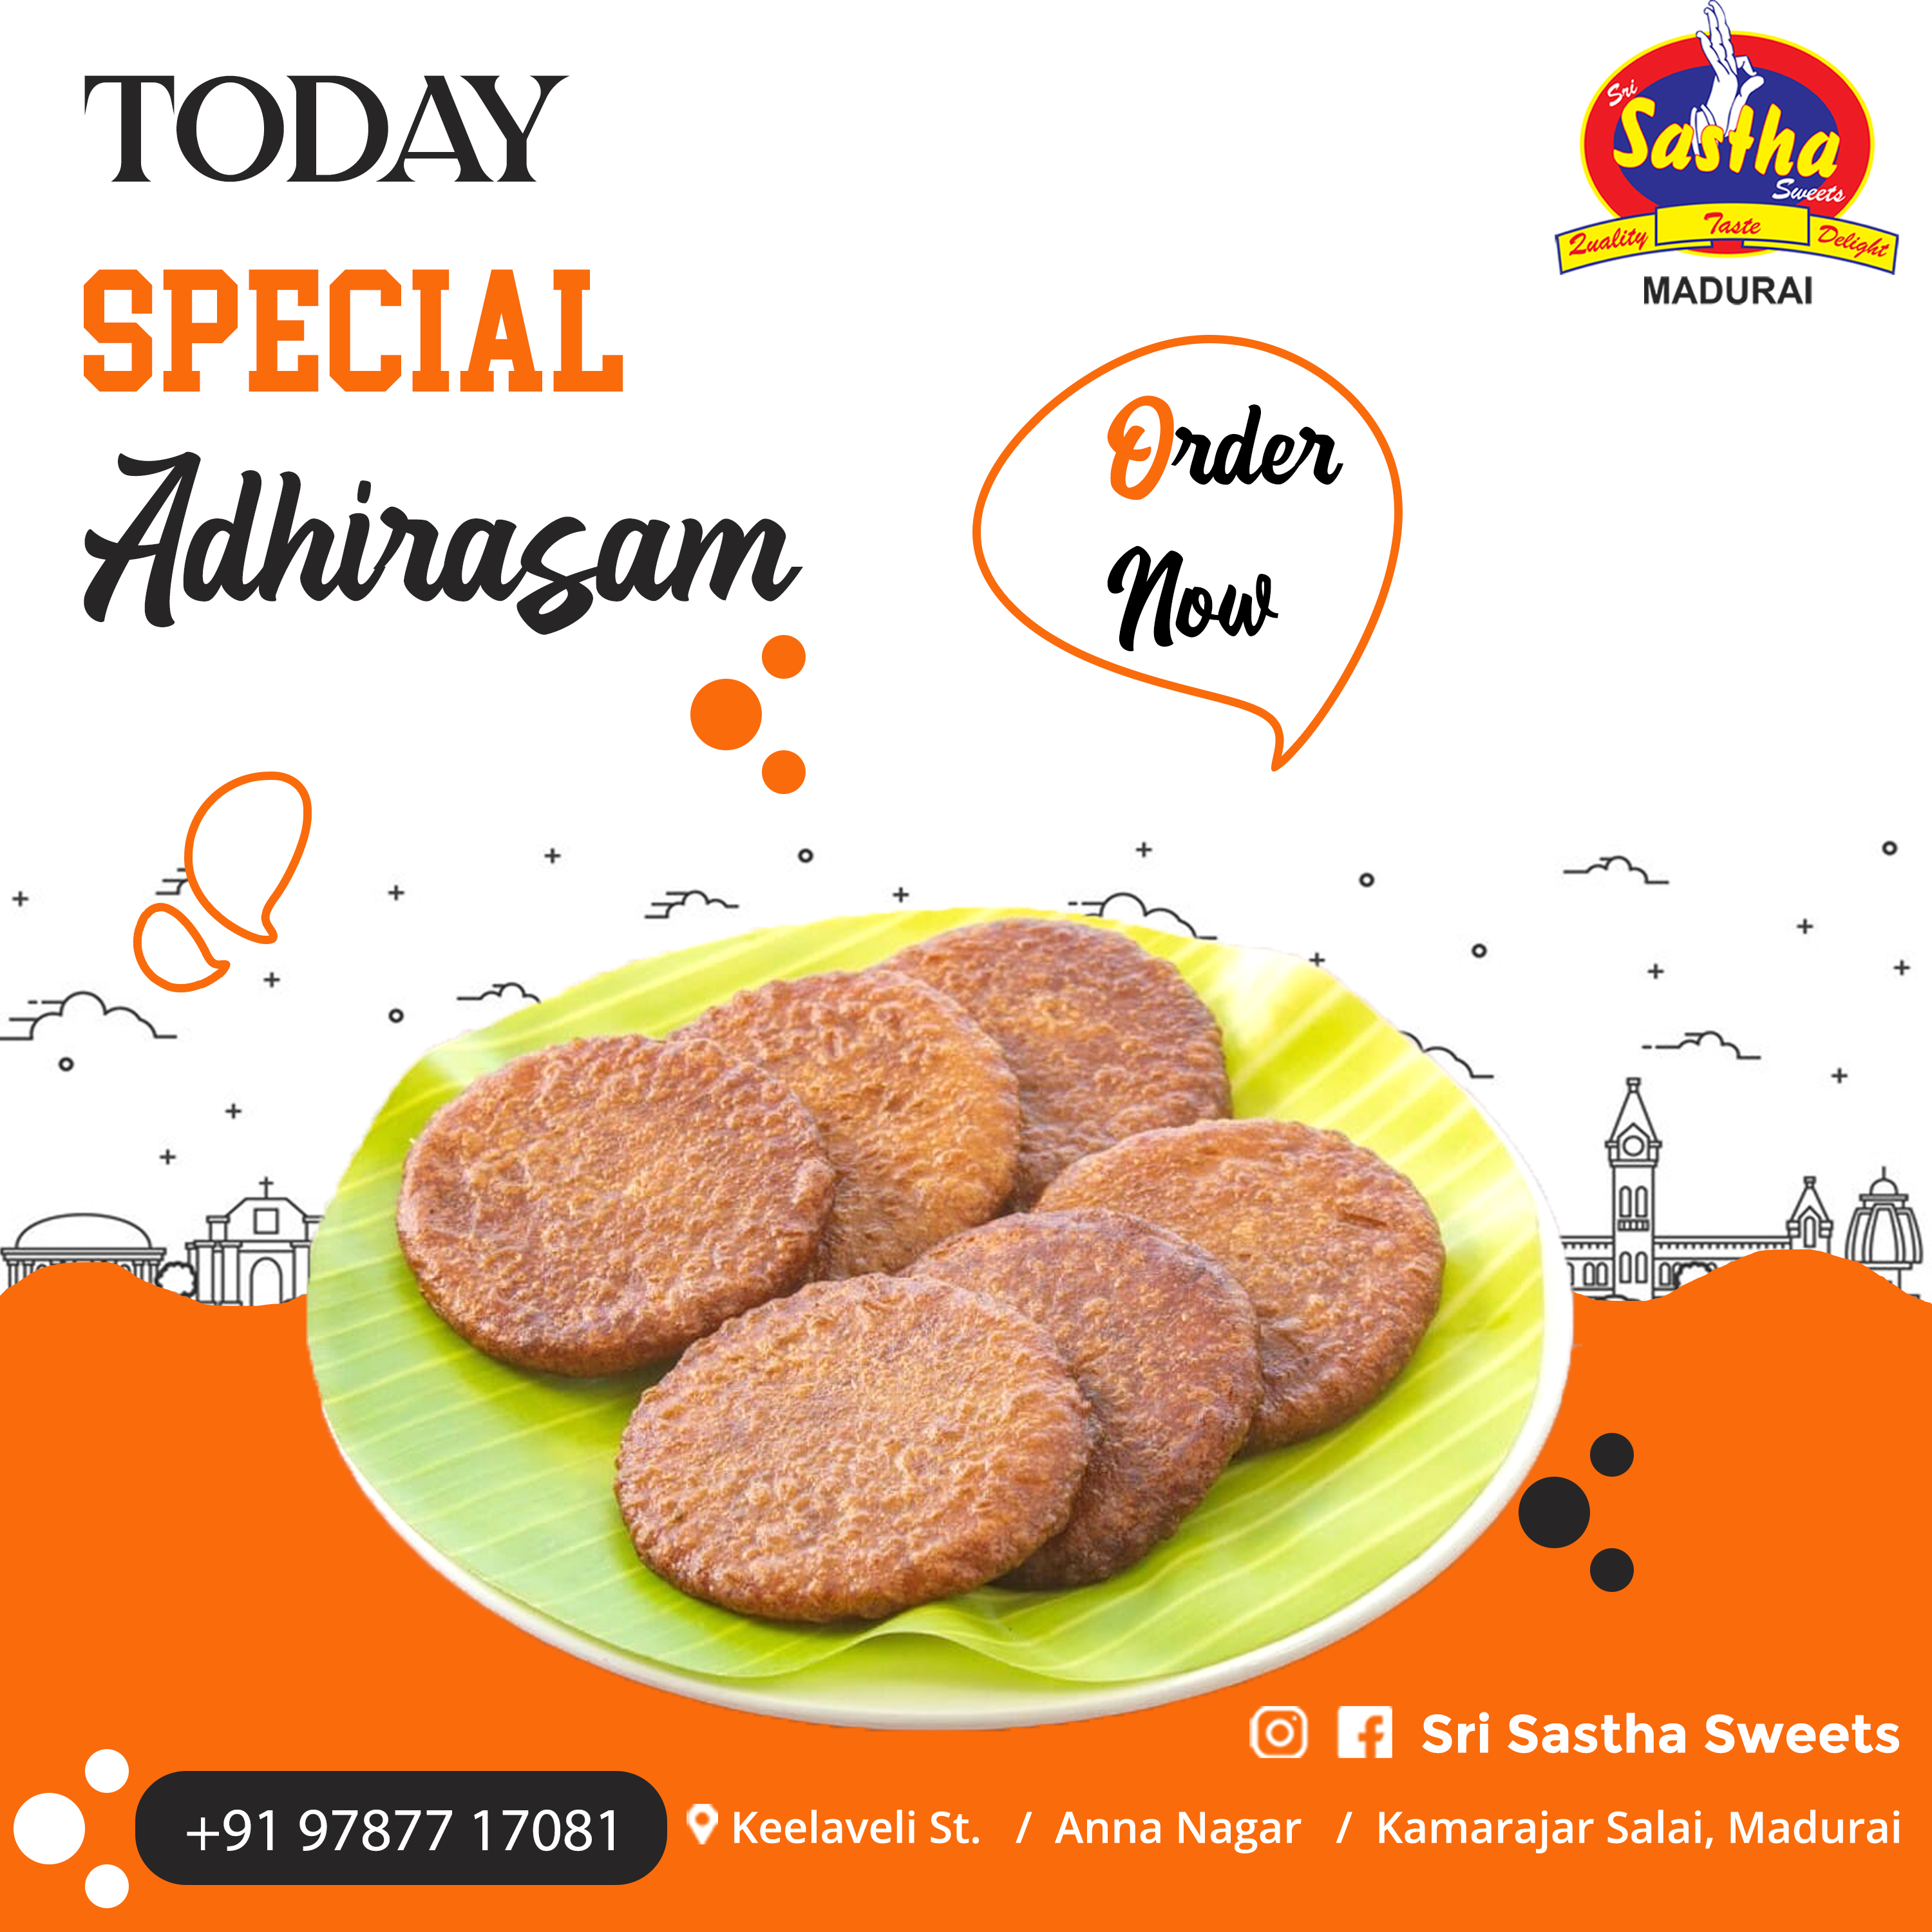 TODAY
SPECIAL
Adhirasam
Sri
Sastha
Sweets
Quality Taste Delight
MADURAI
Order
Now
Sri Sastha Sweets
+91 97877 17081
Keelaveli St. / Anna Nagar / Kamarajar Salai, Madurai